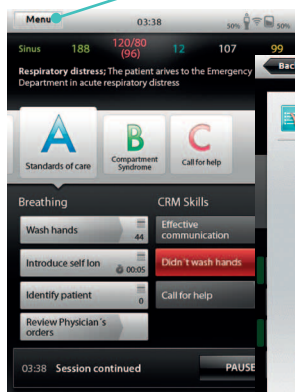 Menu 03:38 50% 50%
Sinus 188 120/80 (96) 12 107 99
Respiratory distress; The patient arives to the Emergency
Department in acute respiratory distress
Bac
A B C
Standards of care Compartment Syndrome Call for help
Breathing CRM Skills
Wash hands 44 Effective communication
Introduce self Ion 00:05 Didn't wash hands
Identify patient 0 Call for help
Review Physician's
orders
03:38 Session continued PAUSE